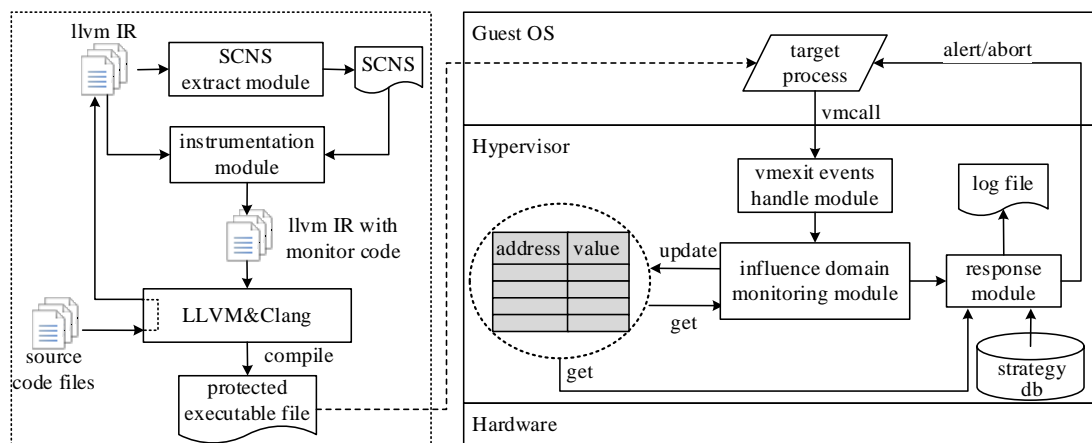 llvm IR
SCNS
extract module
SCNS
instrumentation
module
llvm IR with
monitor code
LLVM&Clang
source
code files
compile
protected
executable file
Guest OS
target
process
alert/abort
vmcall
Hypervisor
vmexit events
handle module
log file
address value
update
influence domain
monitoring module
response
module
get
get
strategy
db
Hardware